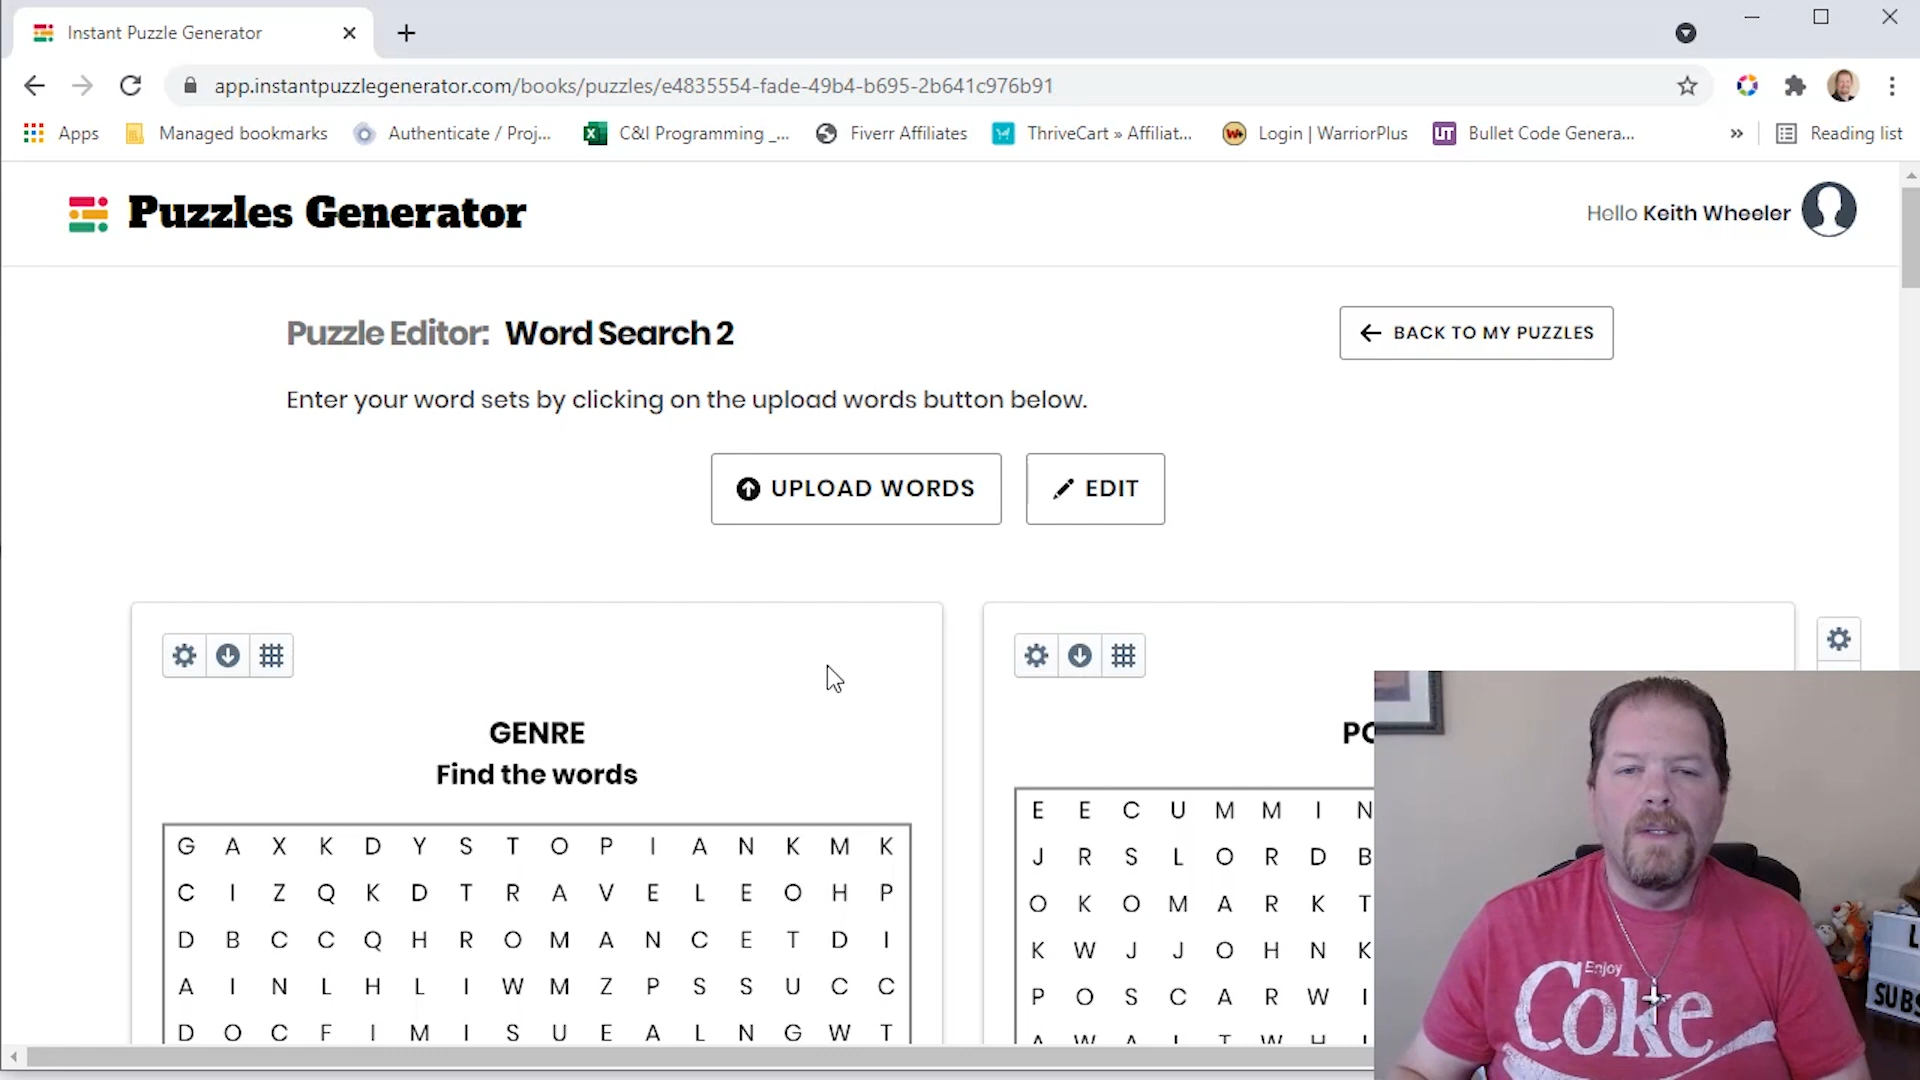 Instant Puzzle Generator
app.instantpuzzlegenerator.com/books/puzzles/e4835554-fade-49b4-b695-2b641c976b91
Apps Managed bookmarks Authenticate / Proj... C&I Programming _... Fiverr Affiliates ThriveCart » Affiliat... W+ Login | WarriorPlus UT Bullet Code Genera... » Reading list
Puzzles Generator
Hello Keith Wheeler
Puzzle Editor: Word Search 2
BACK TO MY PUZZLES
Enter your word sets by clicking on the upload words button below.
UPLOAD WORDS EDIT
GENRE
Find the words
G A X K D Y S T O P I A N K M K
C I Z Q K D T R A V E L E O H P
D B C C Q H R O M A N C E T D I
A I N L H L I W M Z P S S U C C
D O C F I M I S U E A L N G W T
PO
E E C U M M I N
J R S L O R D B
O K O M A R K T
K W J J O H N K
P O S C A R W I
A W A L T W H I
Enjoy
Coke
L
SUBS